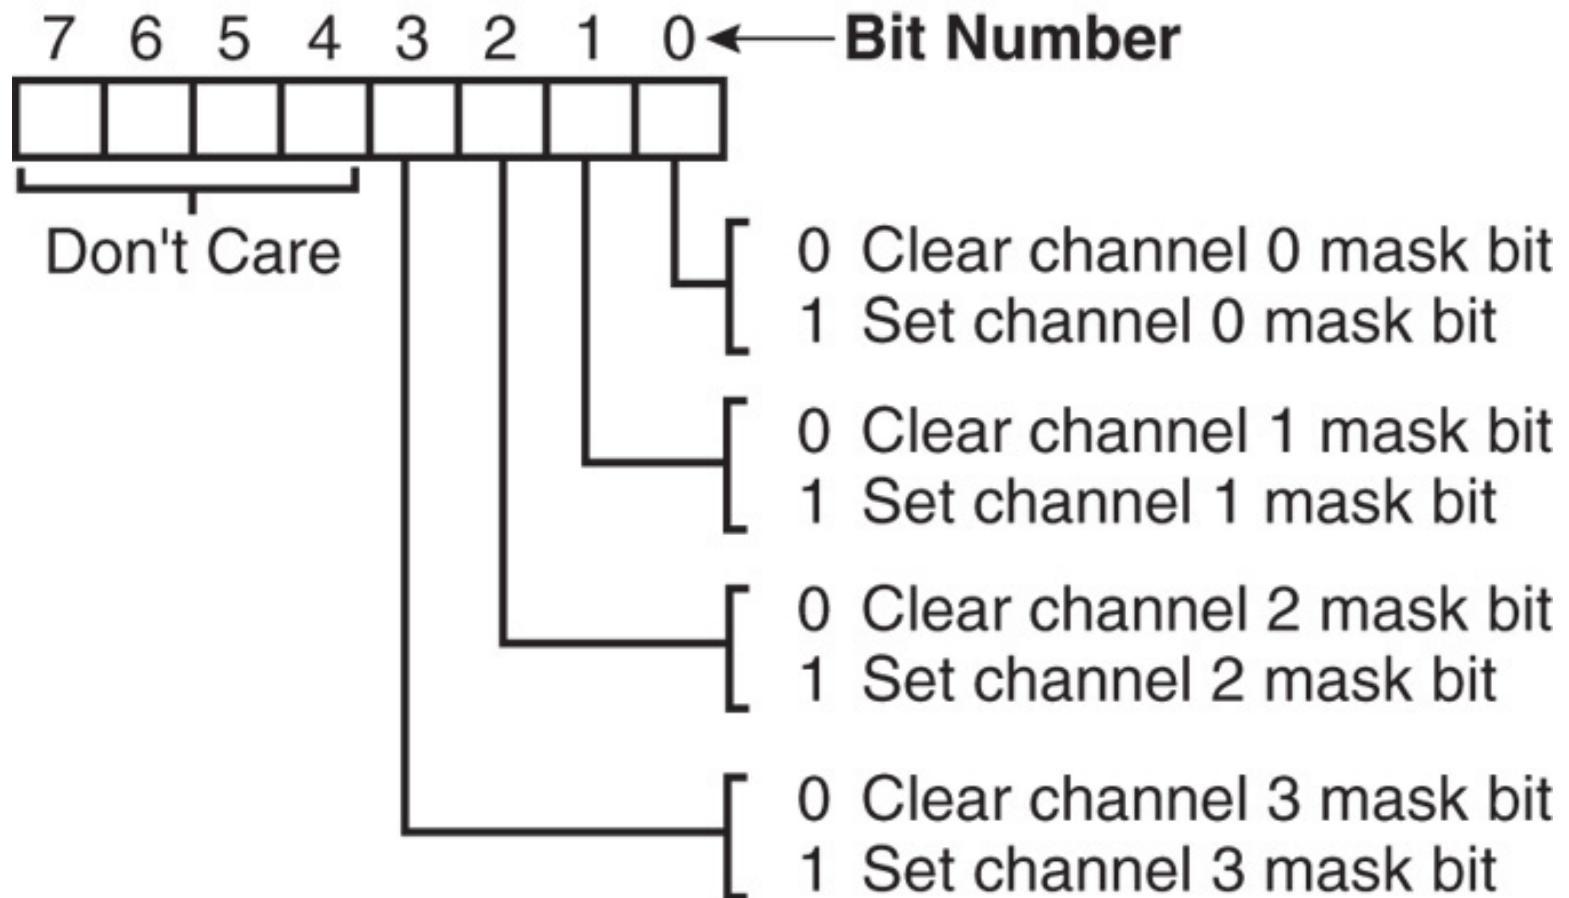 7 6 5 4 3 2 1 0 Bit Number
Don't Care
0 Clear channel 0 mask bit
1 Set channel 0 mask bit
0 Clear channel 1 mask bit
1 Set channel 1 mask bit
0 Clear channel 2 mask bit
1 Set channel 2 mask bit
0 Clear channel 3 mask bit
1 Set channel 3 mask bit